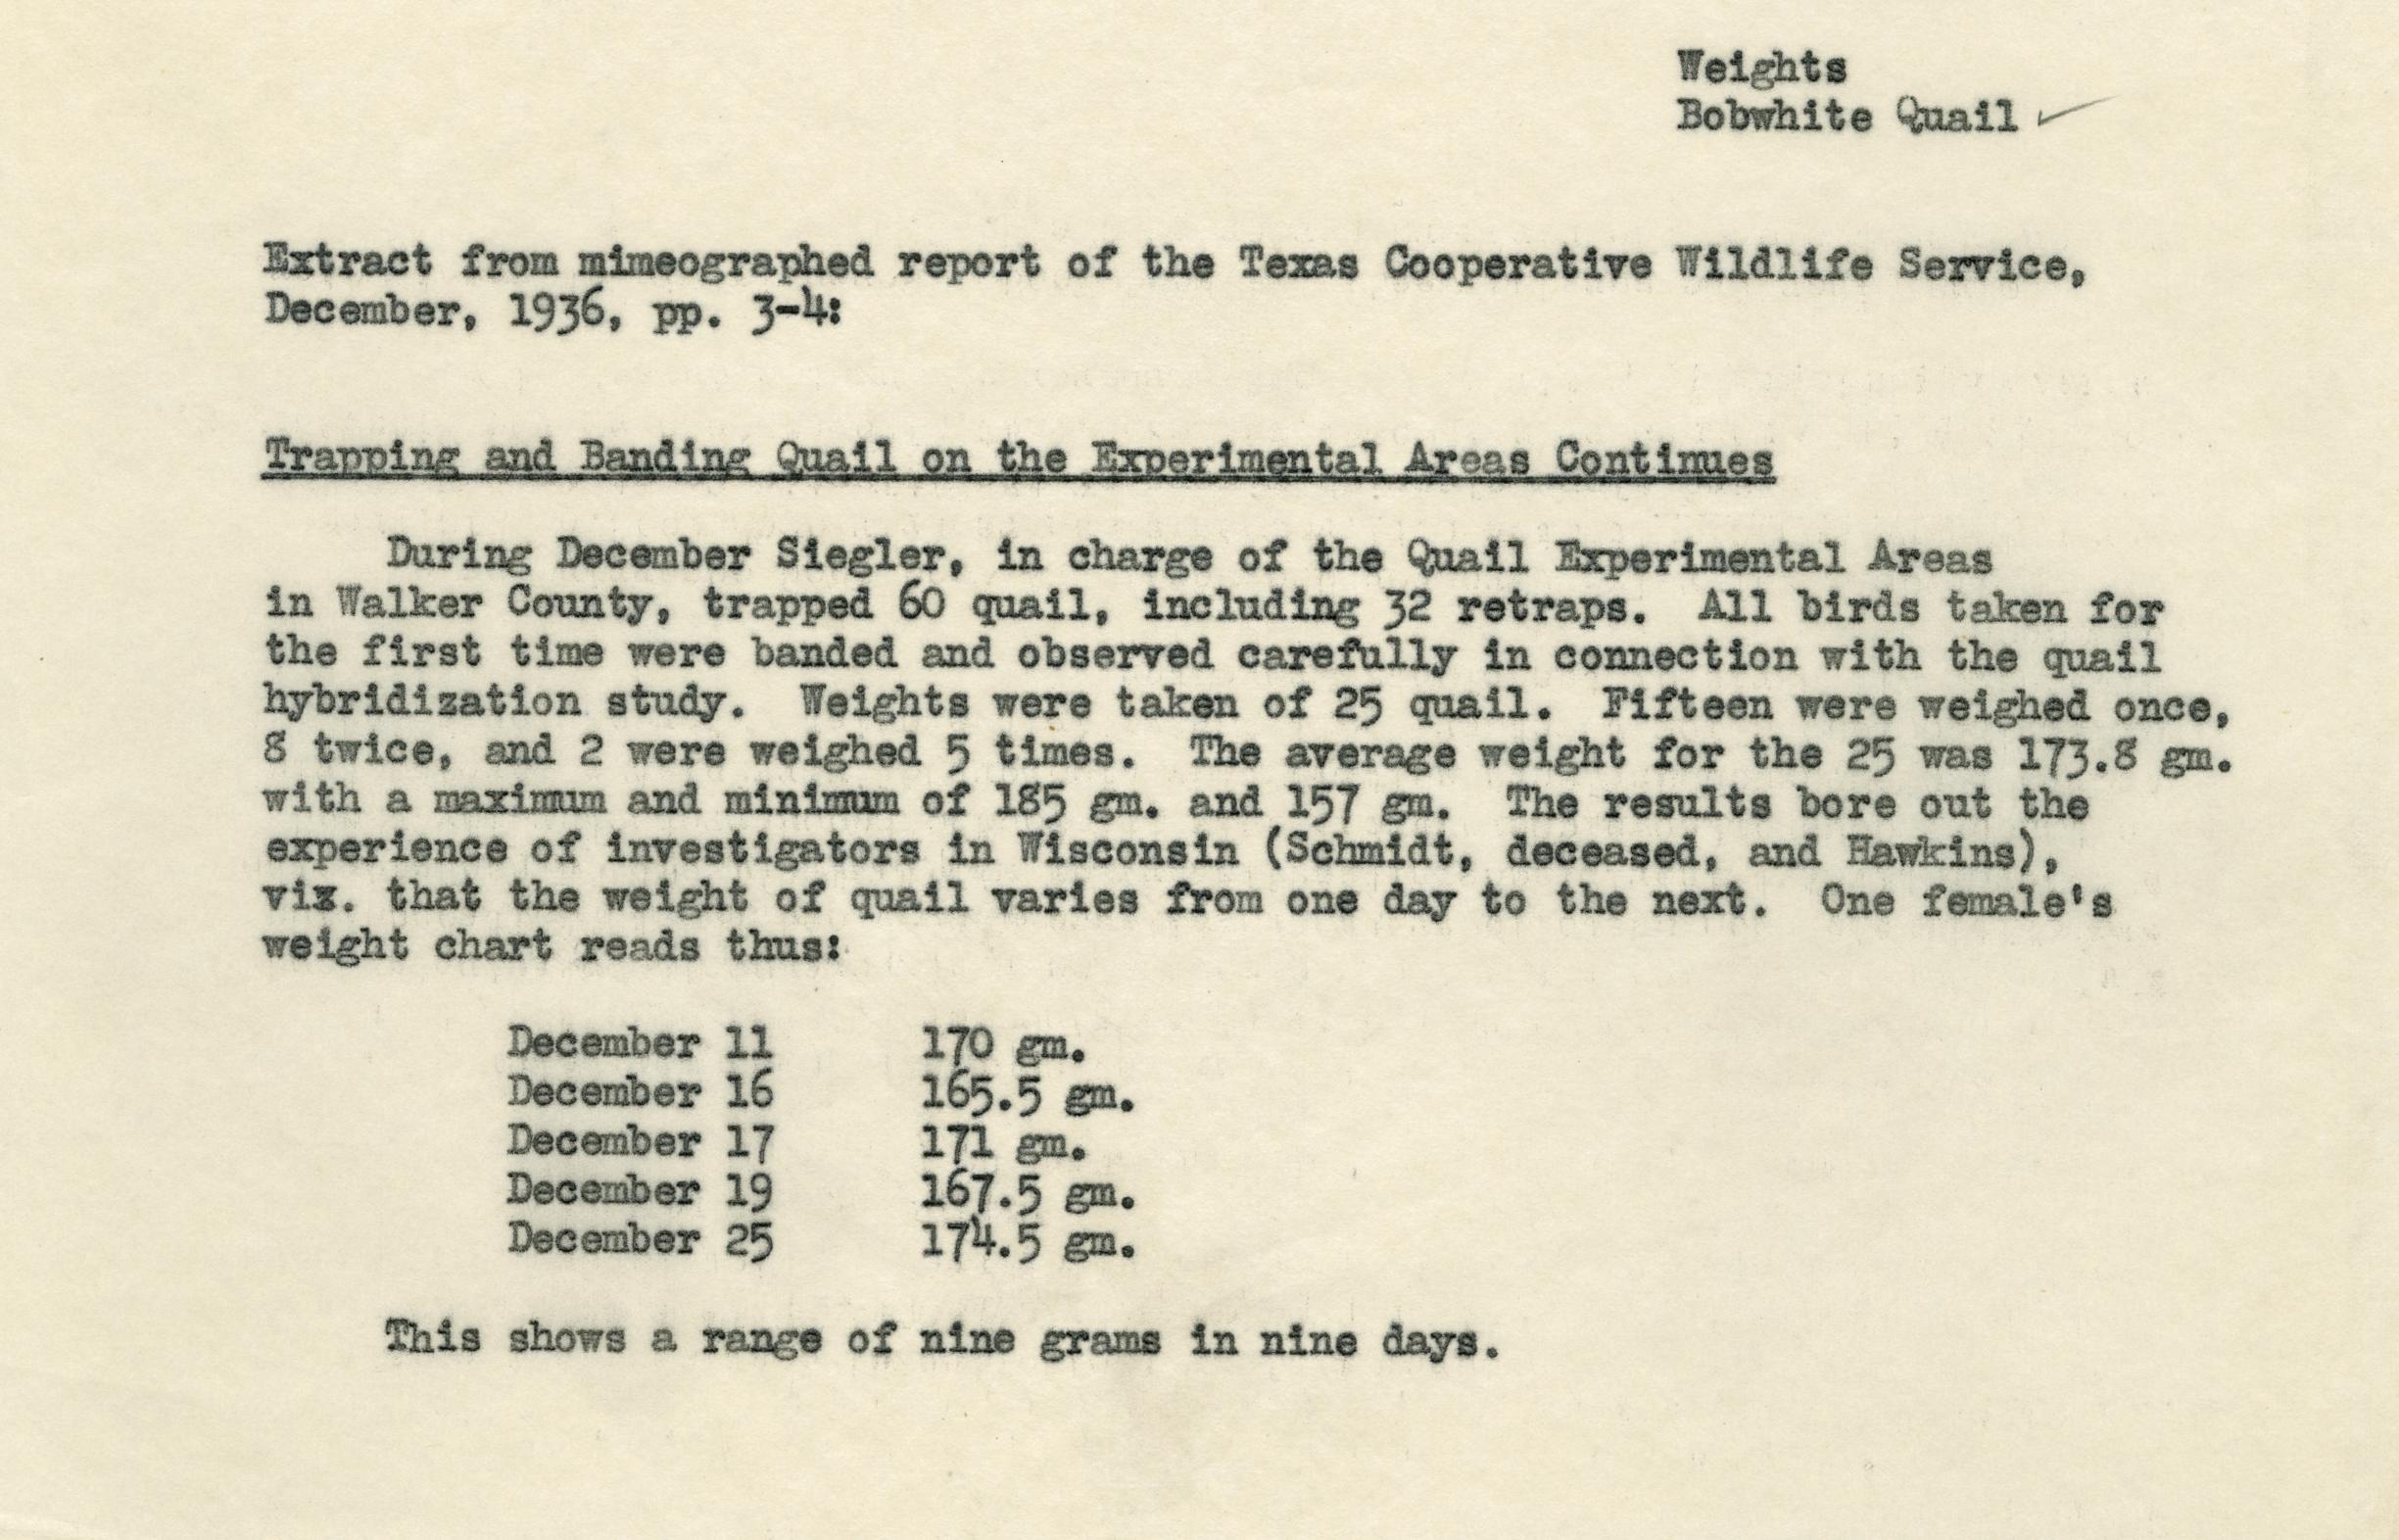 Weights
Bobwhite Quail ✓
Extract from mimeographed report of the Texas Cooperative Wildlife Service,
December, 1936, pp. 3-4:
Trapping and Banding Quail on the Experimental Areas Continues
During December Siegler, in charge of the Quail Experimental Areas
in Walker County, trapped 60 quail, including 32 retraps. All birds taken for
the first time were banded and observed carefully in connection with the quail
hybridization study. Weights were taken of 25 quail. Fifteen were weighed once,
8 twice, and 2 were weighed 5 times. The average weight for the 25 was 173.8 gm.
with a maximum and minimum of 185 gm. and 157 gm. The results bore out the
experience of investigators in Wisconsin (Schmidt, deceased, and Hawkins),
viz. that the weight of quail varies from one day to the next. One female's
weight chart reads thus:
December 11 170 gm.
December 16 165.5 gm.
December 17 171 gm.
December 19 167.5 gm.
December 25 174.5 gm.
This shows a range of nine grams in nine days.